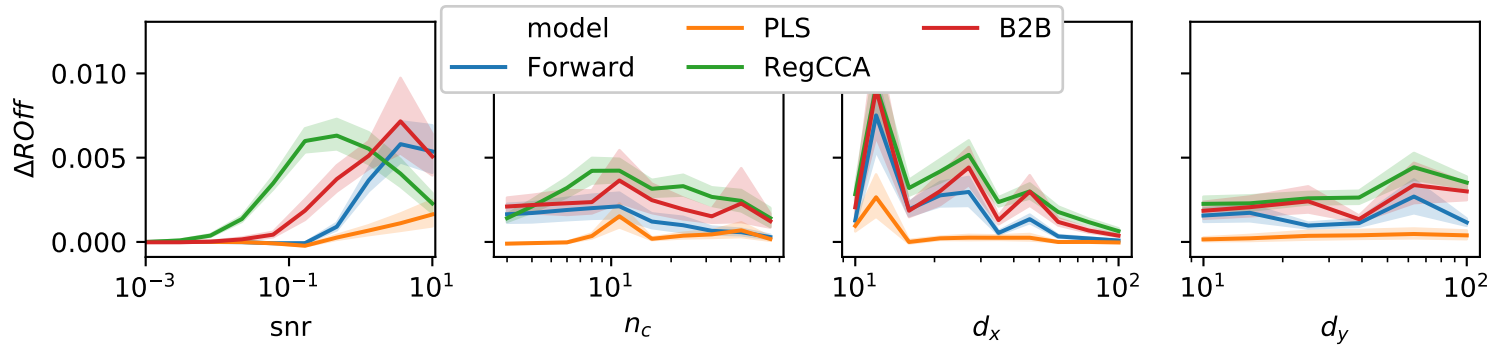 model PLS B2B
Forward RegCCA
ΔROff
0.010
0.005
0.000
10⁻³ 10⁻¹ 10¹
snr
10¹
n_c
10¹ 10²
d_x
10¹ 10²
d_y